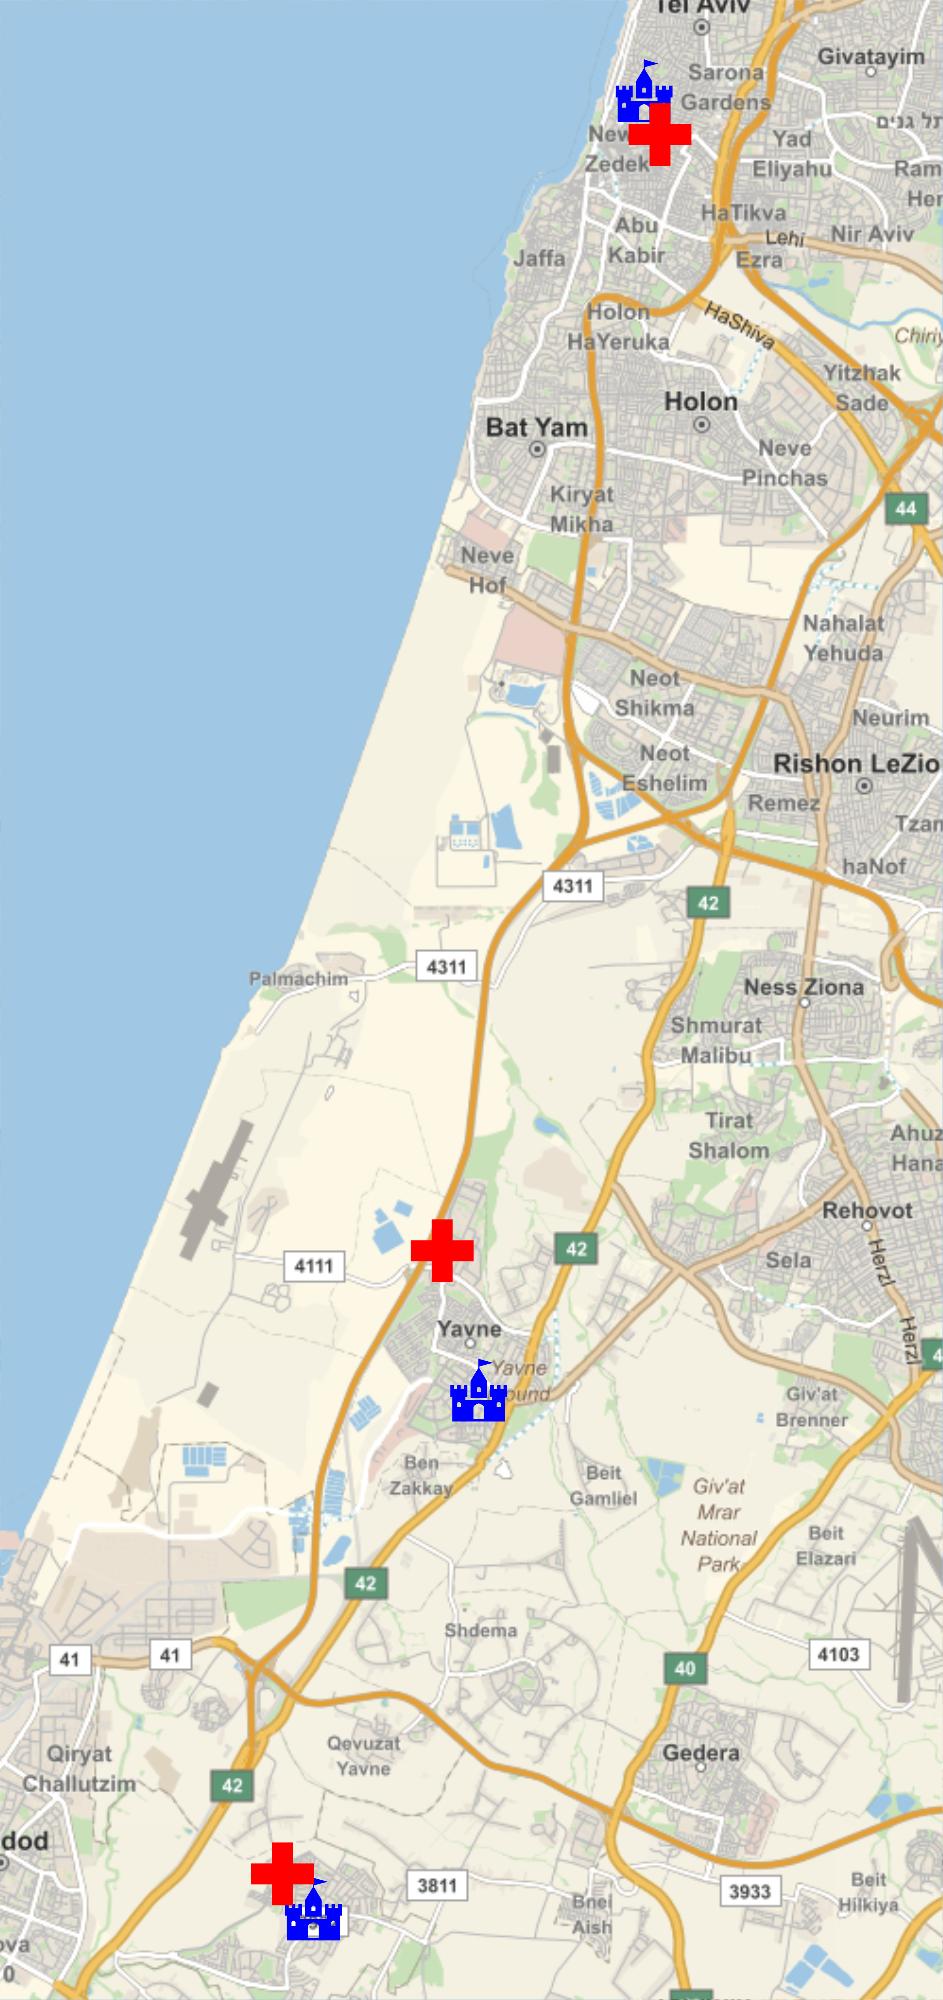 Tel Aviv
Givatayim
Sarona
Gardens
תל גנים
New
Zedek
Yad
Eliyahu
Ram
Her
HaTikva
Abu
Kabir
Lehi
Nir Aviv
Jaffa
Ezra
Holon
HaYeruka
HaShiva
Chiriy
Yitzhak
Sade
Holon
Bat Yam
Neve
Pinchas
Kiryat
Mikha
44
Neve
Hof
Nahalat
Yehuda
Neot
Shikma
Neurim
Neot
Eshelim
Rishon LeZio
Remez
Tzan
haNof
4311
42
4311
Palmachim
Ness Ziona
Shmurat
Malibu
Tirat
Shalom
Ahuz
Hana
Rehovot
42
4111
Sela
Herzl
Herzl
Yavne
4
Yavne
ound
Giv'at
Brenner
Ben
Zakkay
Beit
Gamliel
Giv'at
Mrar
National
Park
Beit
Elazari
42
Shdema
41
41
4103
40
Qevuzat
Yavne
Gedera
Qiryat
Challutzim
42
dod
3811
3933
Beit
Hilkiya
Bnei
Aish
ova
0